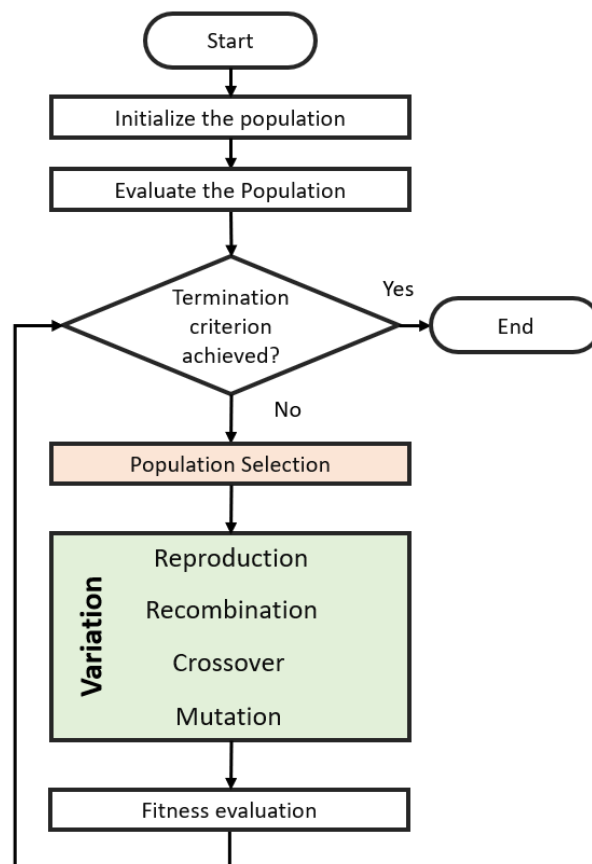 Start
Initialize the population
Evaluate the Population
Termination
criterion
achieved?
Yes
End
No
Population Selection
Variation
Reproduction
Recombination
Crossover
Mutation
Fitness evaluation